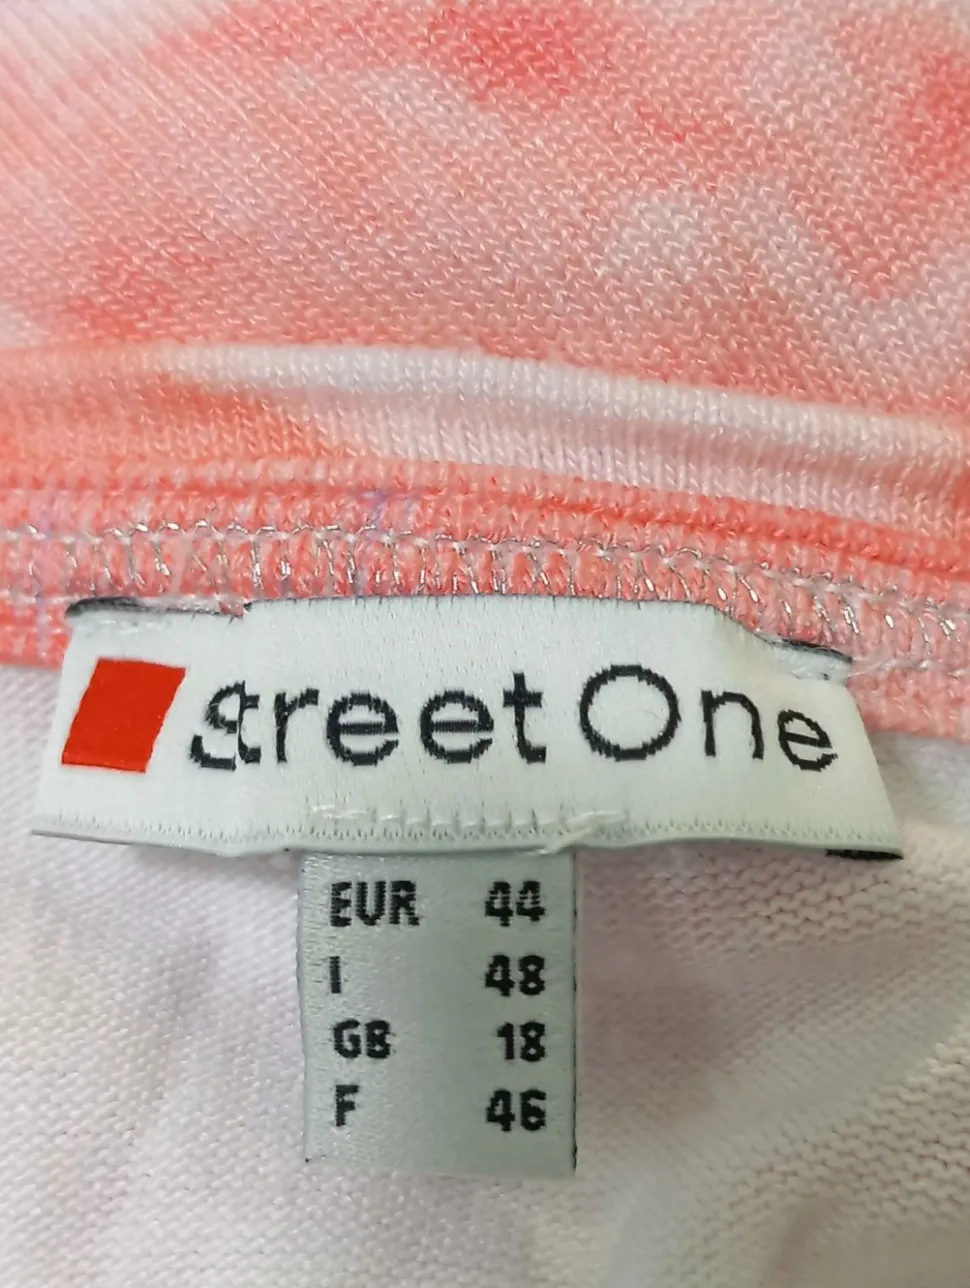 Street One
EUR 44
I 48
GB 18
F 46